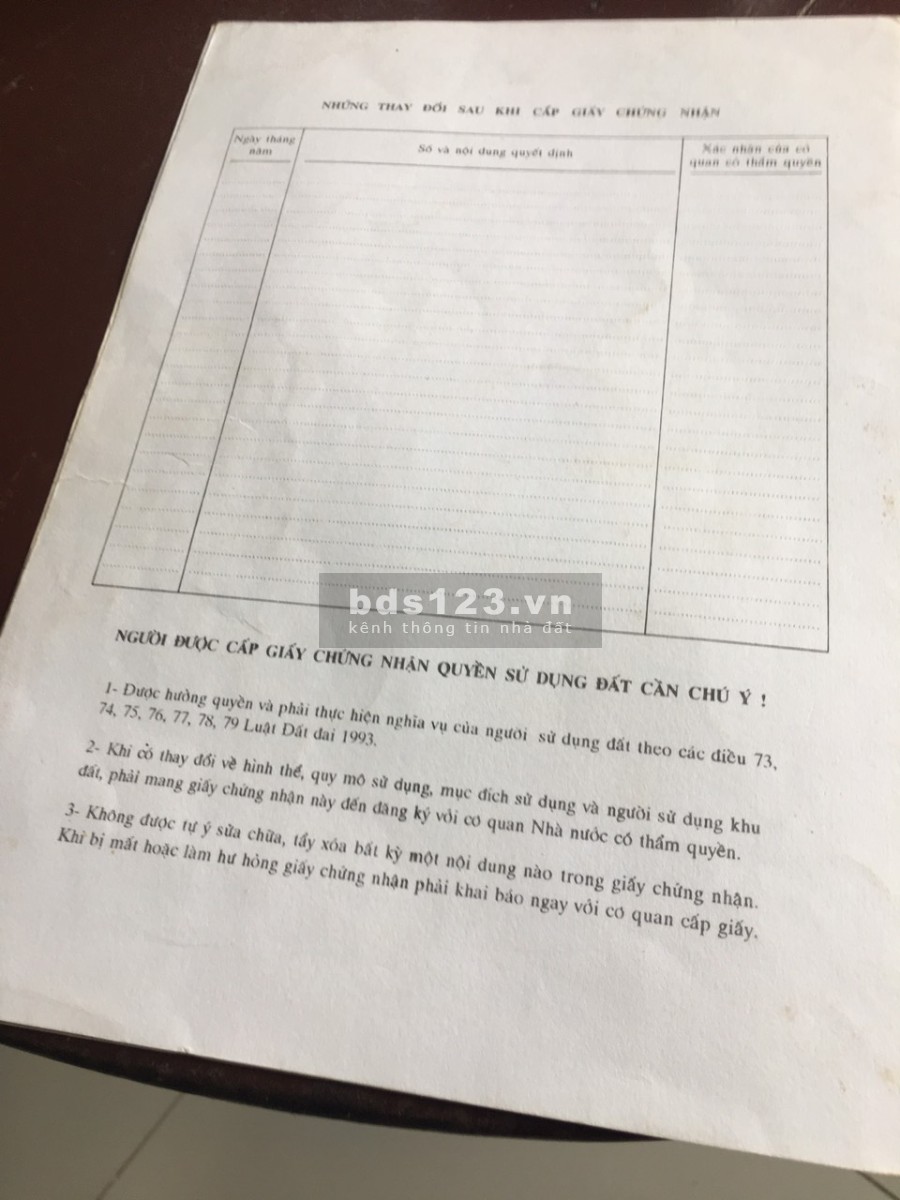 NHỮNG THAY ĐỔI SAU KHI CẤP GIẤY CHỨNG NHẬN
Ngày tháng năm
Số và nội dung quyết định
Xác nhận của cơ quan có thẩm quyền
bds123.vn
kênh thông tin nhà đất
NGƯỜI ĐƯỢC CẤP GIẤY CHỨNG NHẬN QUYỀN SỬ DỤNG ĐẤT CẦN CHÚ Ý !
1- Được hưởng quyền và phải thực hiện nghĩa vụ của người sử dụng đất theo các điều 73,
74, 75, 76, 77, 78, 79 Luật Đất đai 1993.
2- Khi có thay đổi về hình thể, quy mô sử dụng, mục đích sử dụng và người sử dụng khu
đất, phải mang giấy chứng nhận này đến đăng ký với cơ quan Nhà nước có thẩm quyền.
3- Không được tự ý sửa chữa, tẩy xóa bất kỳ một nội dung nào trong giấy chứng nhận.
Khi bị mất hoặc làm hư hỏng giấy chứng nhận phải khai báo ngay với cơ quan cấp giấy.